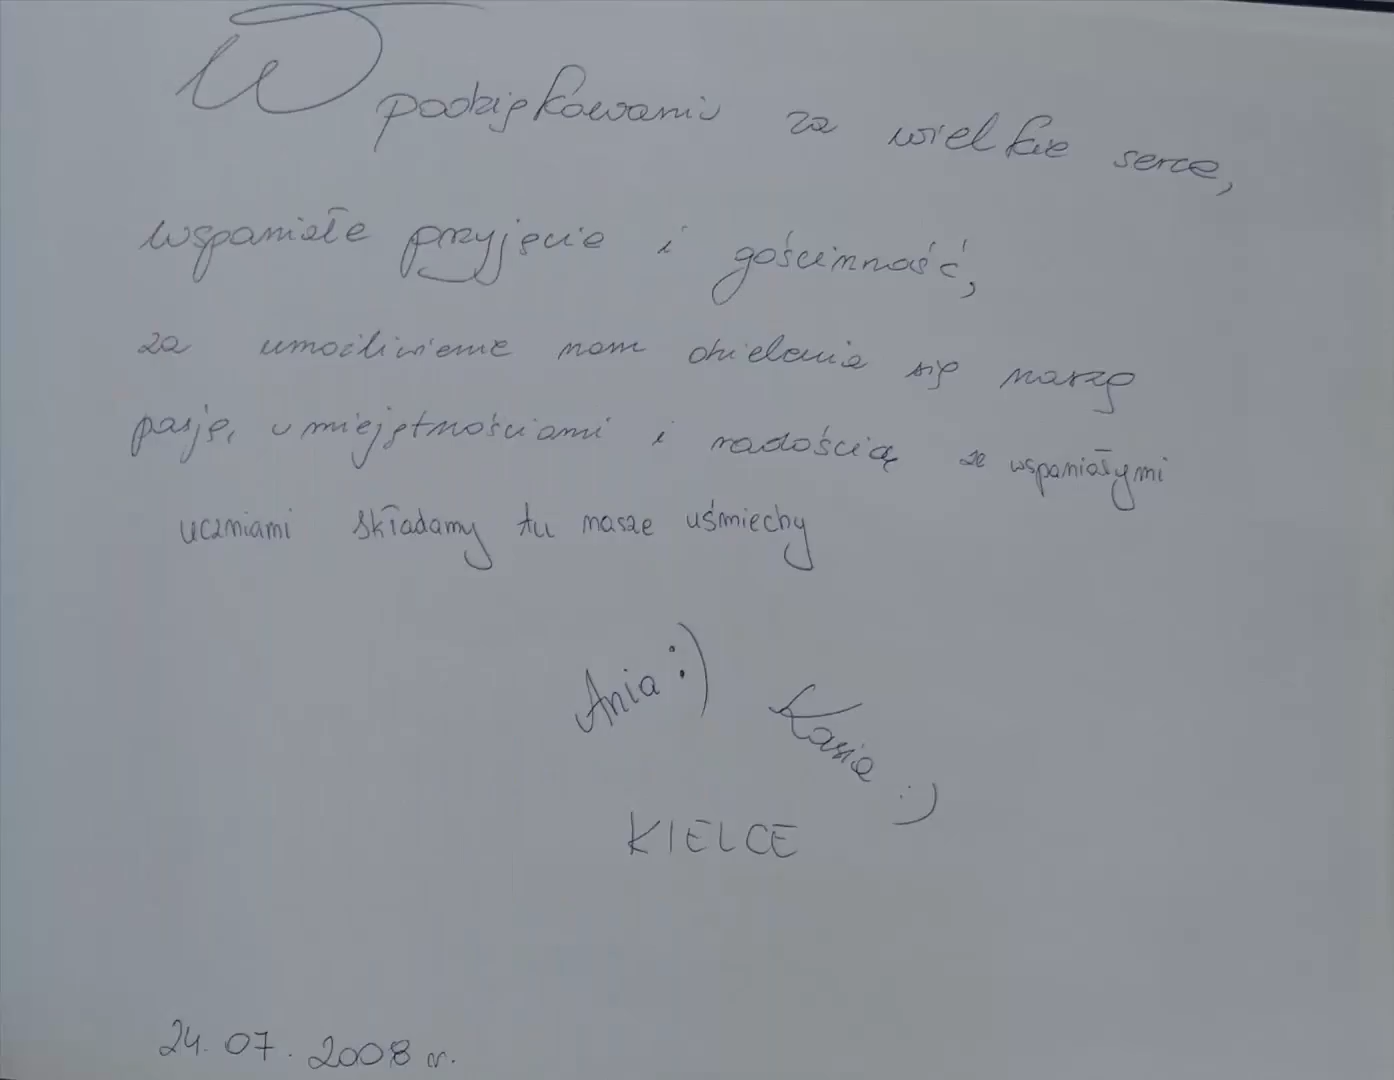 W podziękowaniu za wielkie serce,
wspaniałe przyjęcie i gościnność,
za umożliwienie nam dzielenia się naszą
pasją, umiejętnościami i radością ze wspaniałymi
uczniami składamy tu nasze uśmiechy
Ania :) Kasia :)
KIELCE
24.07.2008 r.